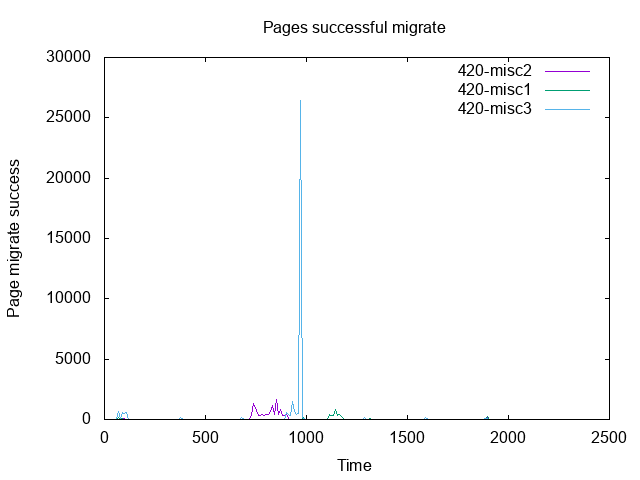 Pages successful migrate
30000
25000
20000
15000
10000
5000
0
Page migrate success
420-misc2
420-misc1
420-misc3
0 500 1000 1500 2000 2500
Time